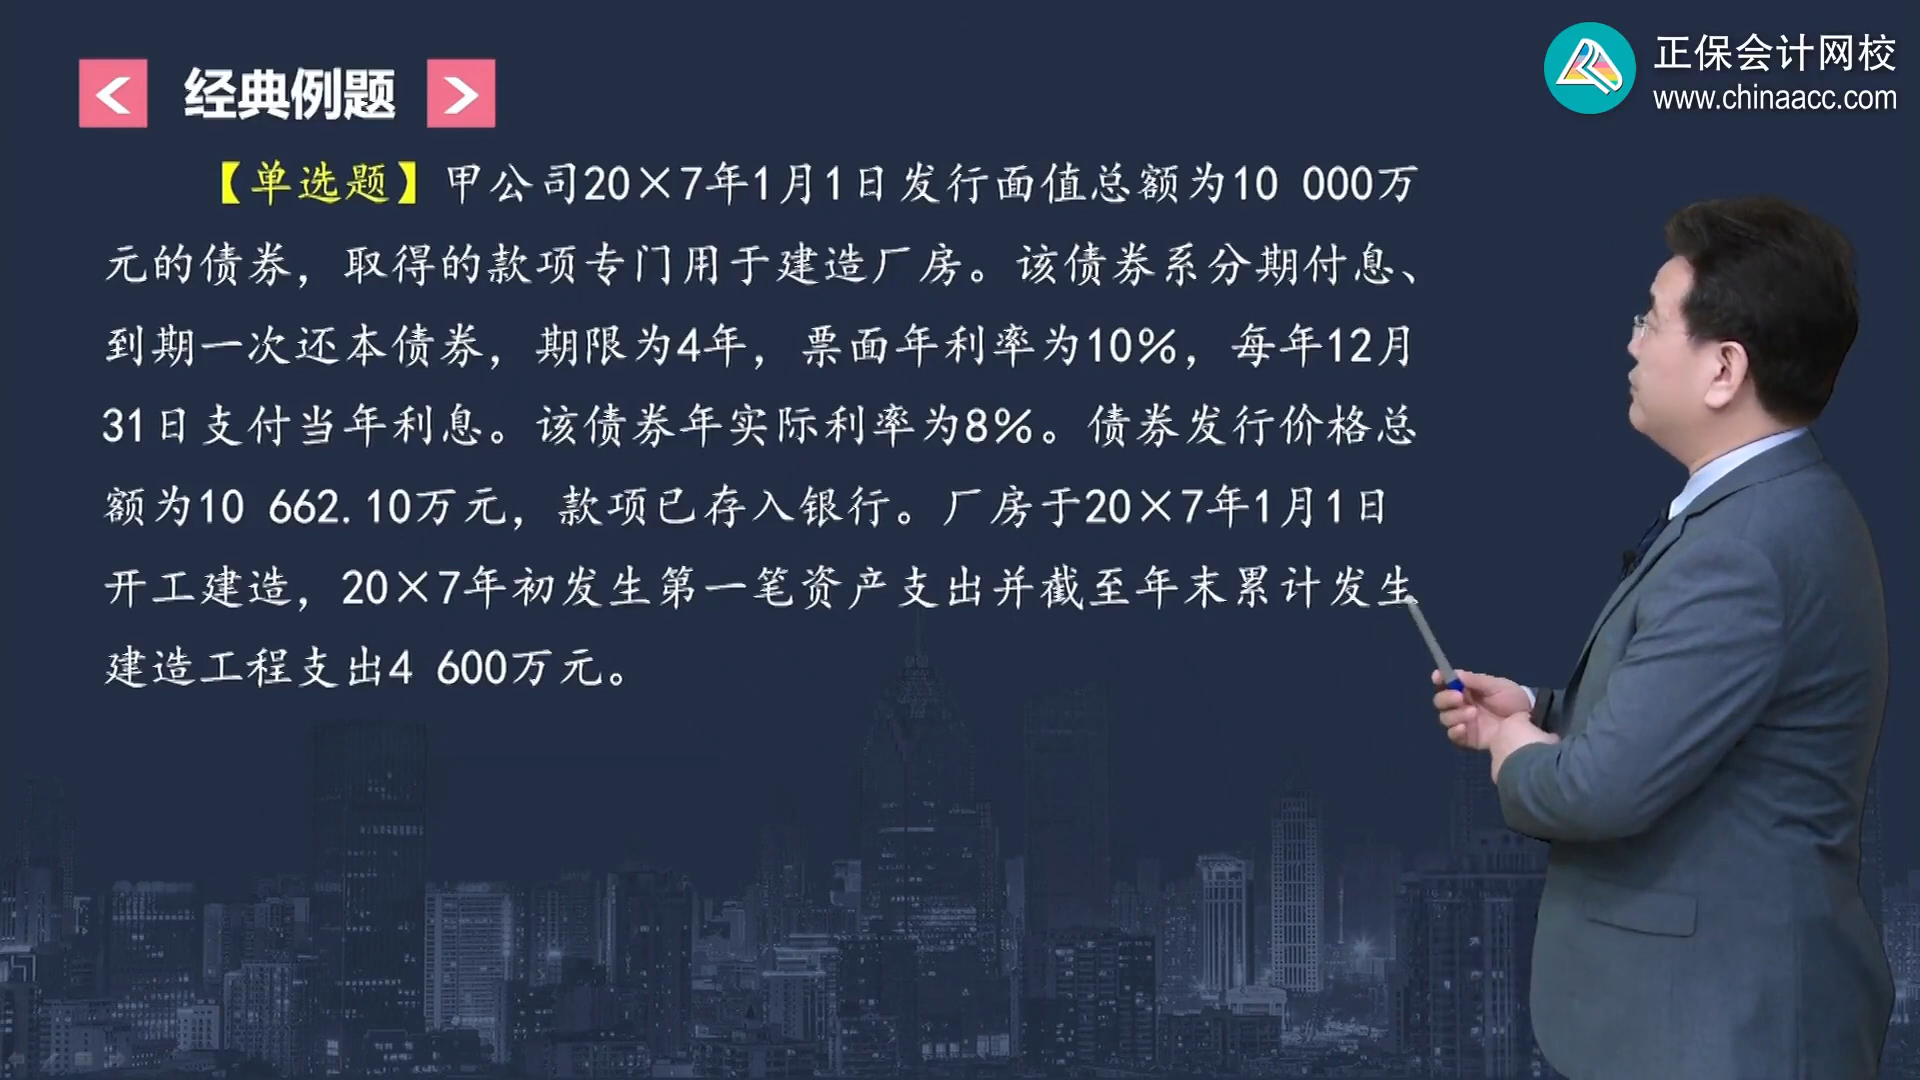 正保会计网校
www.chinaacc.com
经典例题
【单选题】甲公司20×7年1月1日发行面值总额为10 000万
元的债券，取得的款项专门用于建造厂房。该债券系分期付息、
到期一次还本债券，期限为4年，票面年利率为10%，每年12月
31日支付当年利息。该债券年实际利率为8%。债券发行价格总
额为10 662.10万元，款项已存入银行。厂房于20×7年1月1日
开工建造，20×7年初发生第一笔资产支出并截至年末累计发生
建造工程支出4 600万元。